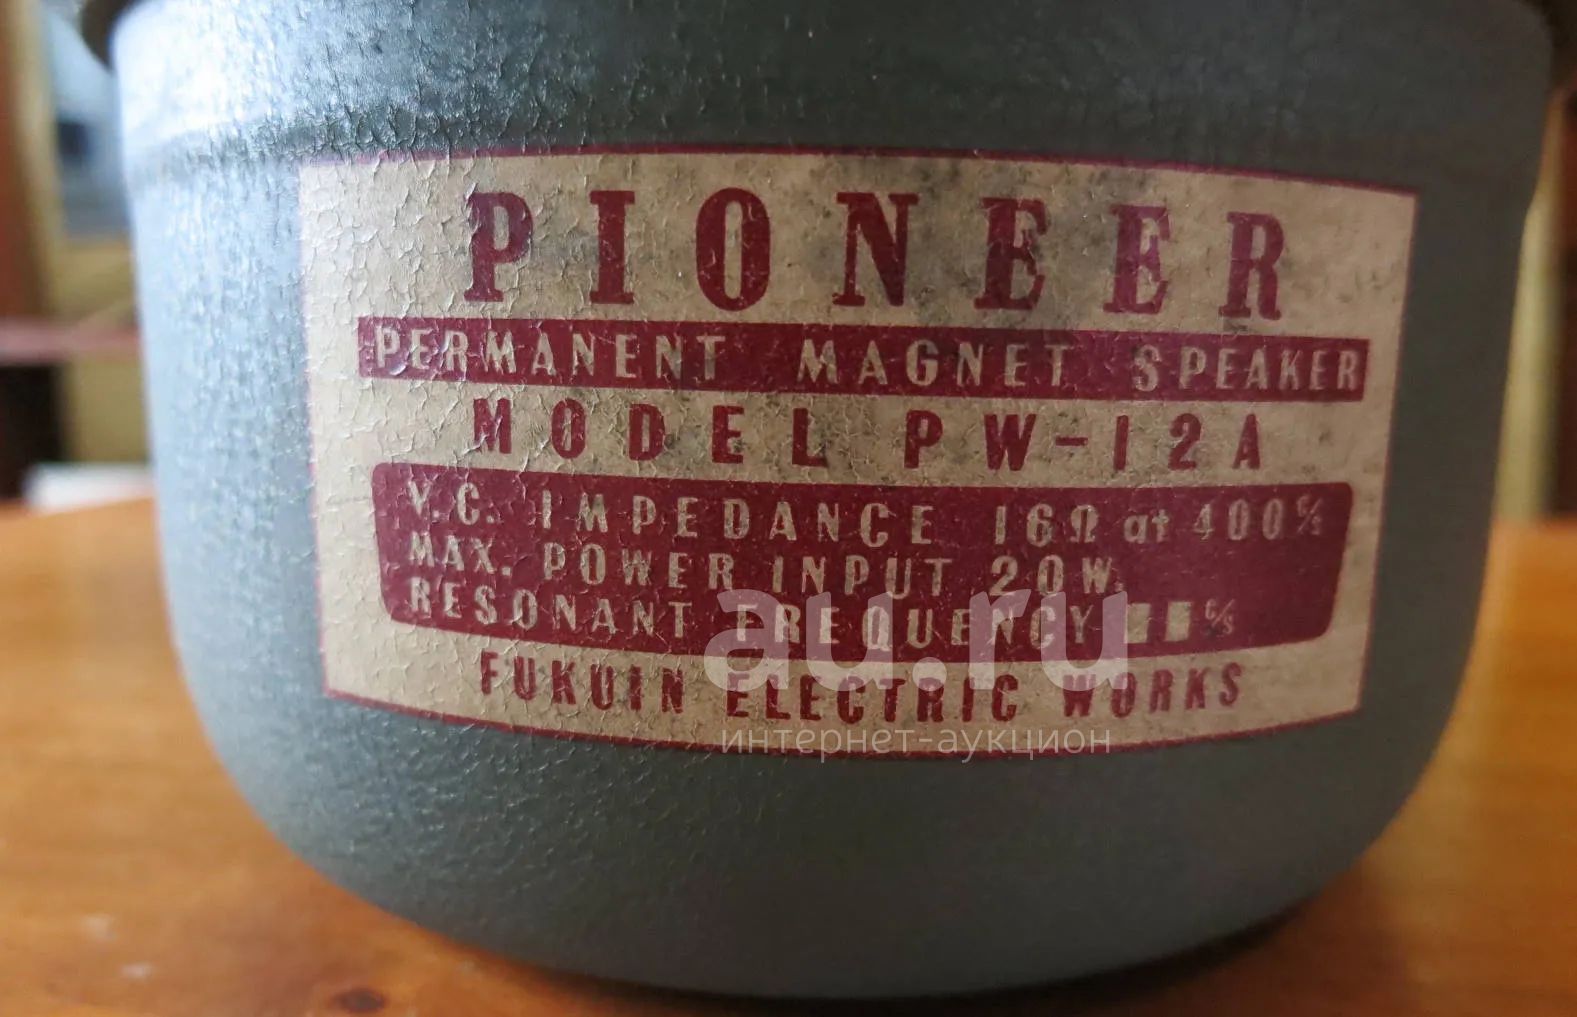 PIONEER
PERMANENT MAGNET SPEAKER
MODEL PW-12A
V.C. IMPEDANCE 16Ω at 400c/s
MAX. POWER INPUT 20W.
RESONANT FREQUENCY ■■c/s
FUKUIN ELECTRIC WORKS
au.ru
интернет-аукцион